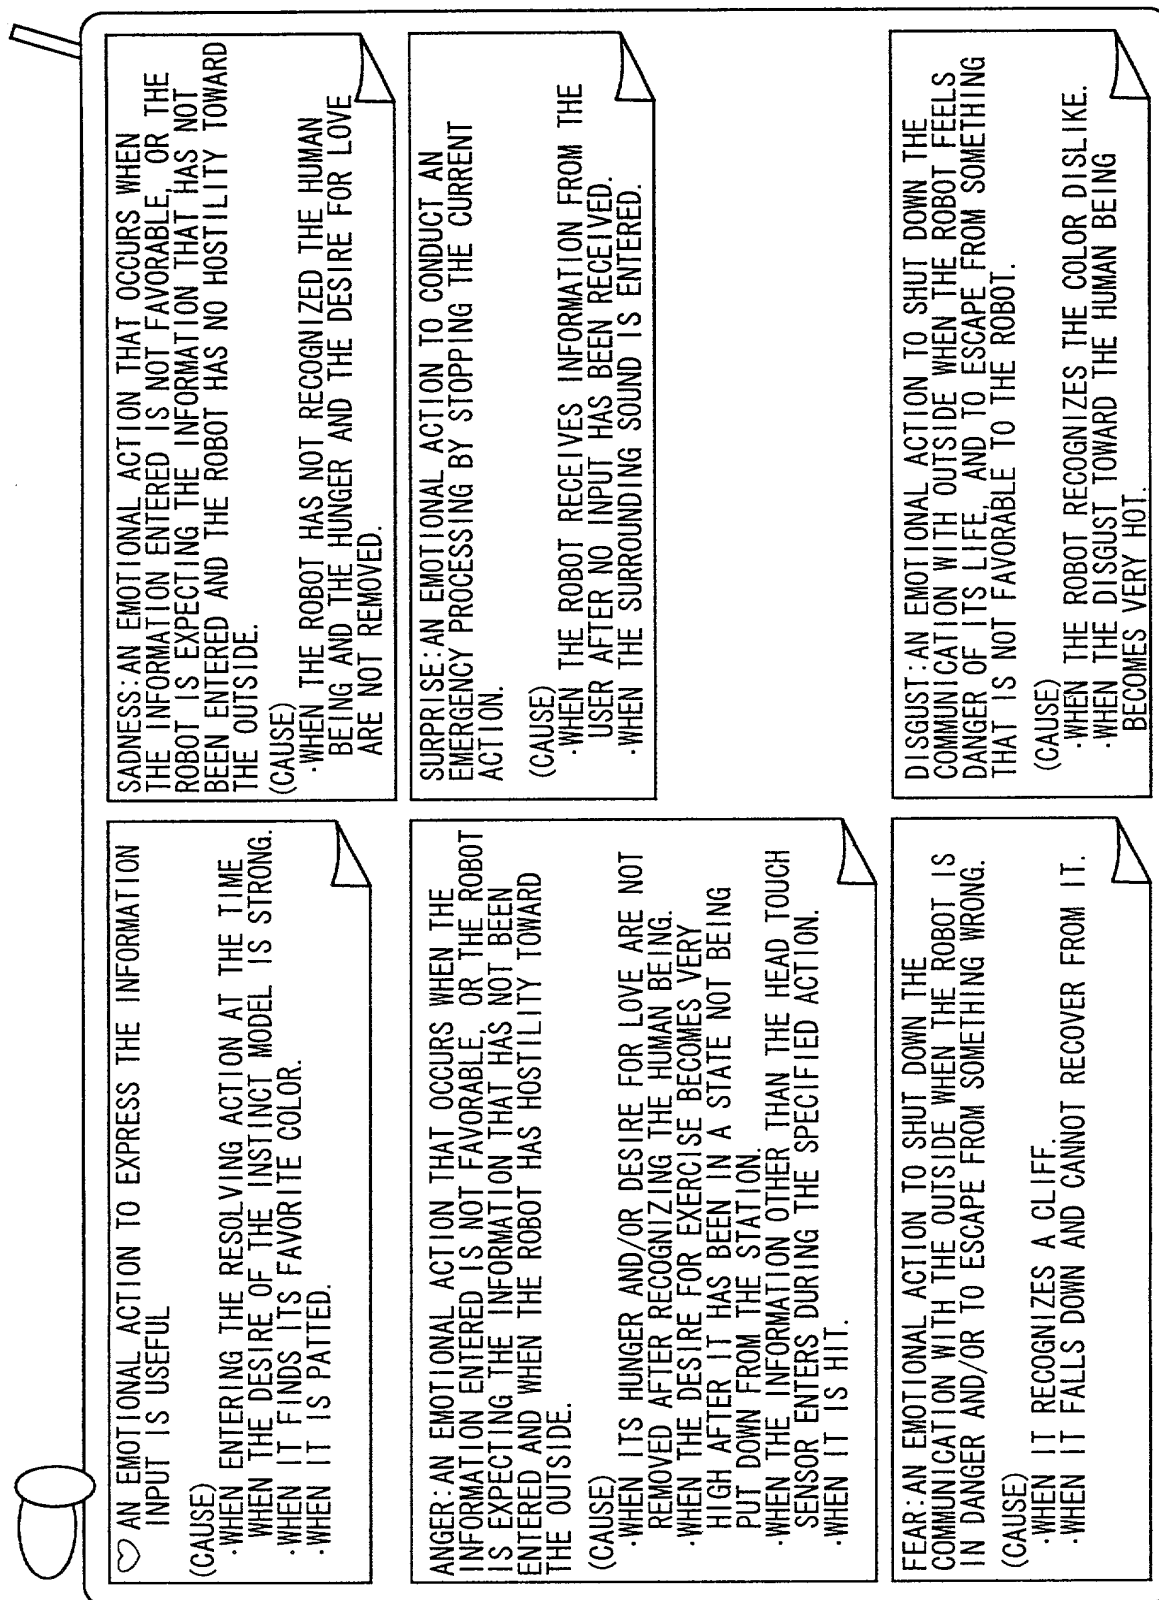 ♡ AN EMOTIONAL ACTION TO EXPRESS THE INFORMATION
INPUT IS USEFUL
(CAUSE)
·WHEN ENTERING THE RESOLVING ACTION AT THE TIME
WHEN THE DESIRE OF THE INSTINCT MODEL IS STRONG.
·WHEN IT FINDS ITS FAVORITE COLOR.
·WHEN IT IS PATTED.
SADNESS:AN EMOTIONAL ACTION THAT OCCURS WHEN
THE INFORMATION ENTERED IS NOT FAVORABLE, OR THE
ROBOT IS EXPECTING THE INFORMATION THAT HAS NOT
BEEN ENTERED AND THE ROBOT HAS NO HOSTILITY TOWARD
THE OUTSIDE.
(CAUSE)
·WHEN THE ROBOT HAS NOT RECOGNIZED THE HUMAN
BEING AND THE HUNGER AND THE DESIRE FOR LOVE
ARE NOT REMOVED.
ANGER:AN EMOTIONAL ACTION THAT OCCURS WHEN THE
INFORMATION ENTERED IS NOT FAVORABLE, OR THE ROBOT
IS EXPECTING THE INFORMATION THAT HAS NOT BEEN
ENTERED AND WHEN THE ROBOT HAS HOSTILITY TOWARD
THE OUTSIDE.
(CAUSE)
·WHEN ITS HUNGER AND/OR DESIRE FOR LOVE ARE NOT
REMOVED AFTER RECOGNIZING THE HUMAN BEING.
·WHEN THE DESIRE FOR EXERCISE BECOMES VERY
HIGH AFTER IT HAS BEEN IN A STATE NOT BEING
PUT DOWN FROM THE STATION.
·WHEN THE INFORMATION OTHER THAN THE HEAD TOUCH
SENSOR ENTERS DURING THE SPECIFIED ACTION.
·WHEN IT IS HIT.
SURPRISE:AN EMOTIONAL ACTION TO CONDUCT AN
EMERGENCY PROCESSING BY STOPPING THE CURRENT
ACTION.
(CAUSE)
·WHEN THE ROBOT RECEIVES INFORMATION FROM THE
USER AFTER NO INPUT HAS BEEN RECEIVED.
·WHEN THE SURROUNDING SOUND IS ENTERED.
FEAR:AN EMOTIONAL ACTION TO SHUT DOWN THE
COMMUNICATION WITH THE OUTSIDE WHEN THE ROBOT IS
IN DANGER AND/OR TO ESCAPE FROM SOMETHING WRONG.
(CAUSE)
·WHEN IT RECOGNIZES A CLIFF.
·WHEN IT FALLS DOWN AND CANNOT RECOVER FROM IT.
DISGUST:AN EMOTIONAL ACTION TO SHUT DOWN THE
COMMUNICATION WITH OUTSIDE WHEN THE ROBOT FEELS
DANGER OF ITS LIFE, AND TO ESCAPE FROM SOMETHING
THAT IS NOT FAVORABLE TO THE ROBOT.
(CAUSE)
·WHEN THE ROBOT RECOGNIZES THE COLOR DISLIKE.
·WHEN THE DISGUST TOWARD THE HUMAN BEING
BECOMES VERY HOT.